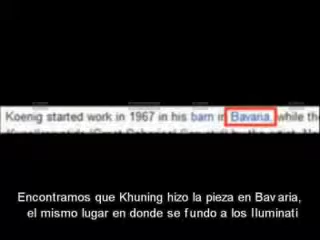 Koenig started work in 1967 in his barn in Bavaria, while the
Encontramos que Khuning hizo la pieza en Bavaria,
el mismo lugar en donde se fundo a los Iluminati